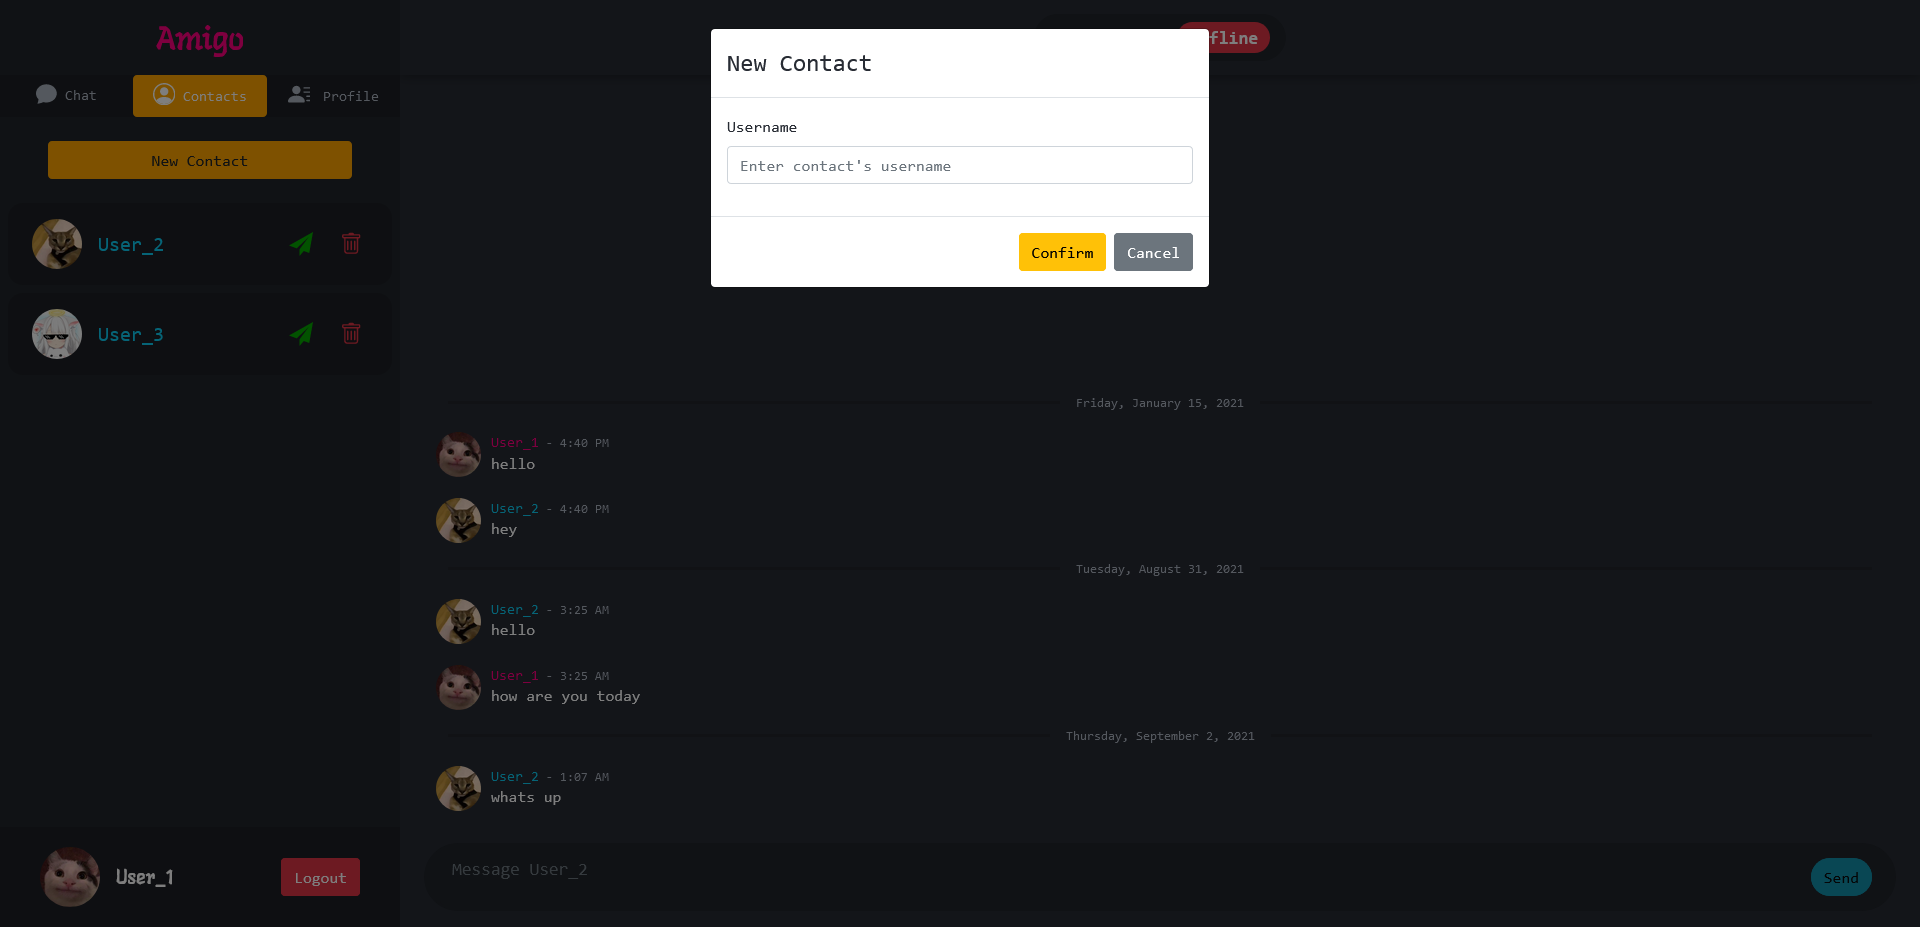 Amigo
Chat
Contacts
Profile
New Contact
User_2
User_3
User_1
Logout
New Contact
Username
Enter contact's username
Confirm
Cancel
Friday, January 15, 2021
User_1 - 4:40 PM
hello
User_2 - 4:40 PM
hey
Tuesday, August 31, 2021
User_2 - 3:25 AM
hello
User_1 - 3:25 AM
how are you today
Thursday, September 2, 2021
User_2 - 1:07 AM
whats up
Message User_2
Send